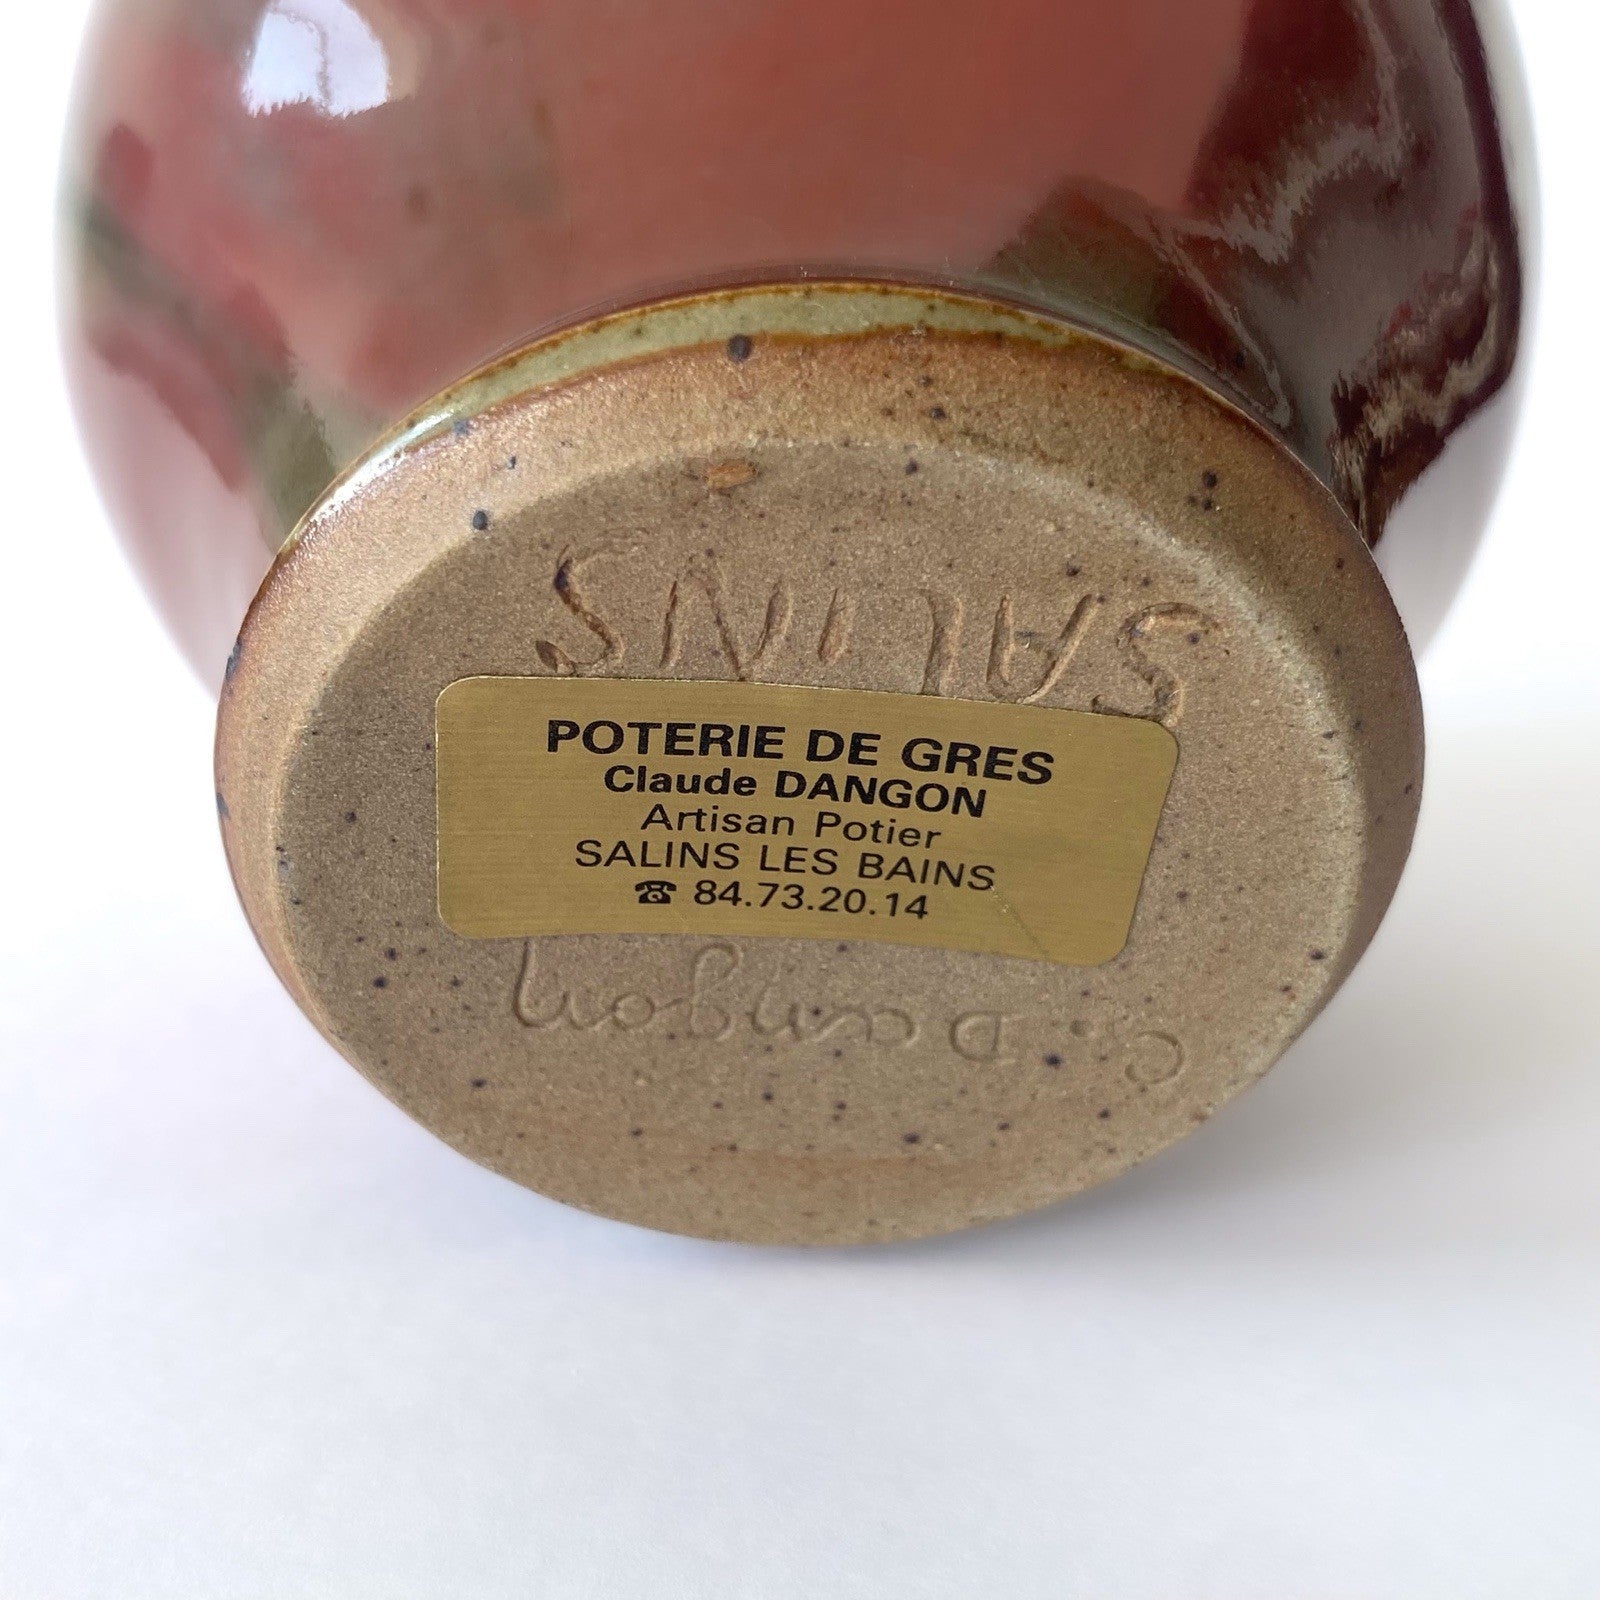 SALINS
POTERIE DE GRES
Claude DANGON
Artisan Potier
SALINS LES BAINS
☎ 84.73.20.14
C. Dangon